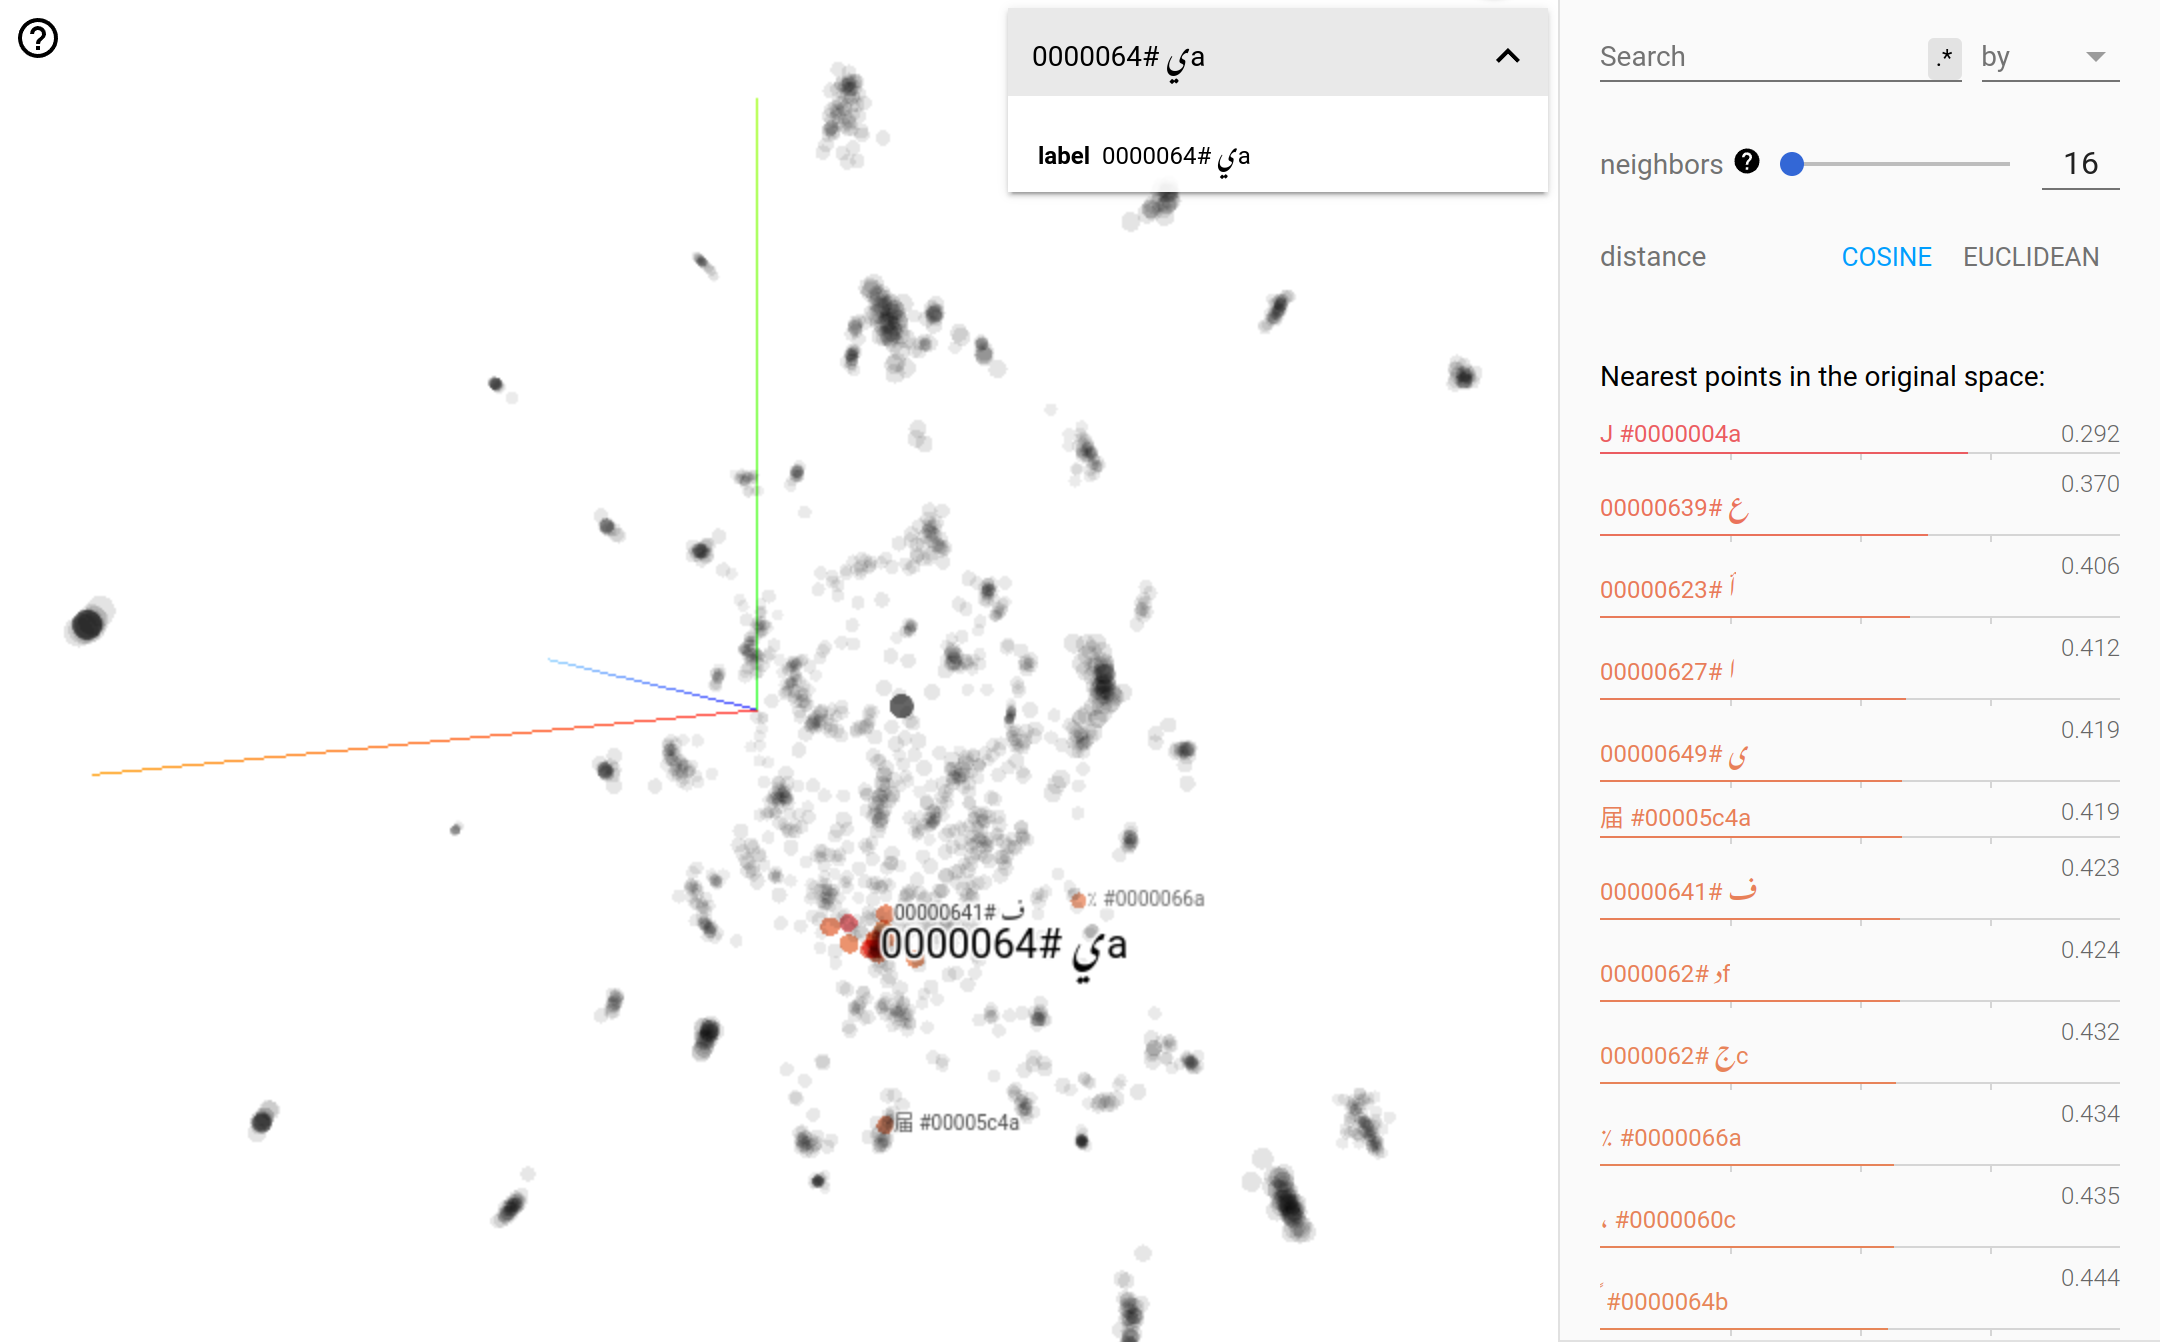 0000064# يa
label 0000064# يa
Search .* by
neighbors ? 16
distance COSINE EUCLIDEAN
Nearest points in the original space:
J #0000004a 0.292
00000639# ع 0.370
00000623# أ 0.406
00000627# ا 0.412
00000649# ى 0.419
届 #00005c4a 0.419
00000641# ف 0.423
0000062# دf 0.424
0000062# جc 0.432
٪ #0000066a 0.434
، #0000060c 0.435
ً #0000064b 0.444
٪ #0000066a
00000641# ف
0000064# يa
届 #00005c4a